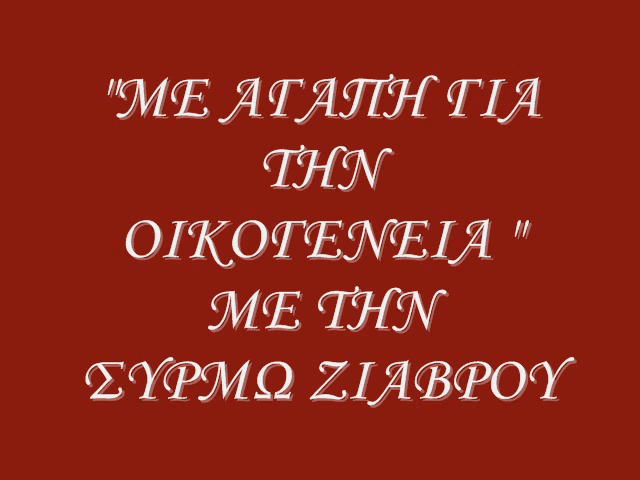 "ΜΕ ΑΓΑΠΗ ΓΙΑ
ΤΗΝ
ΟΙΚΟΓΕΝΕΙΑ "
ΜΕ ΤΗΝ
ΣΥΡΜΩ ΖΙΑΒΡΟΥ